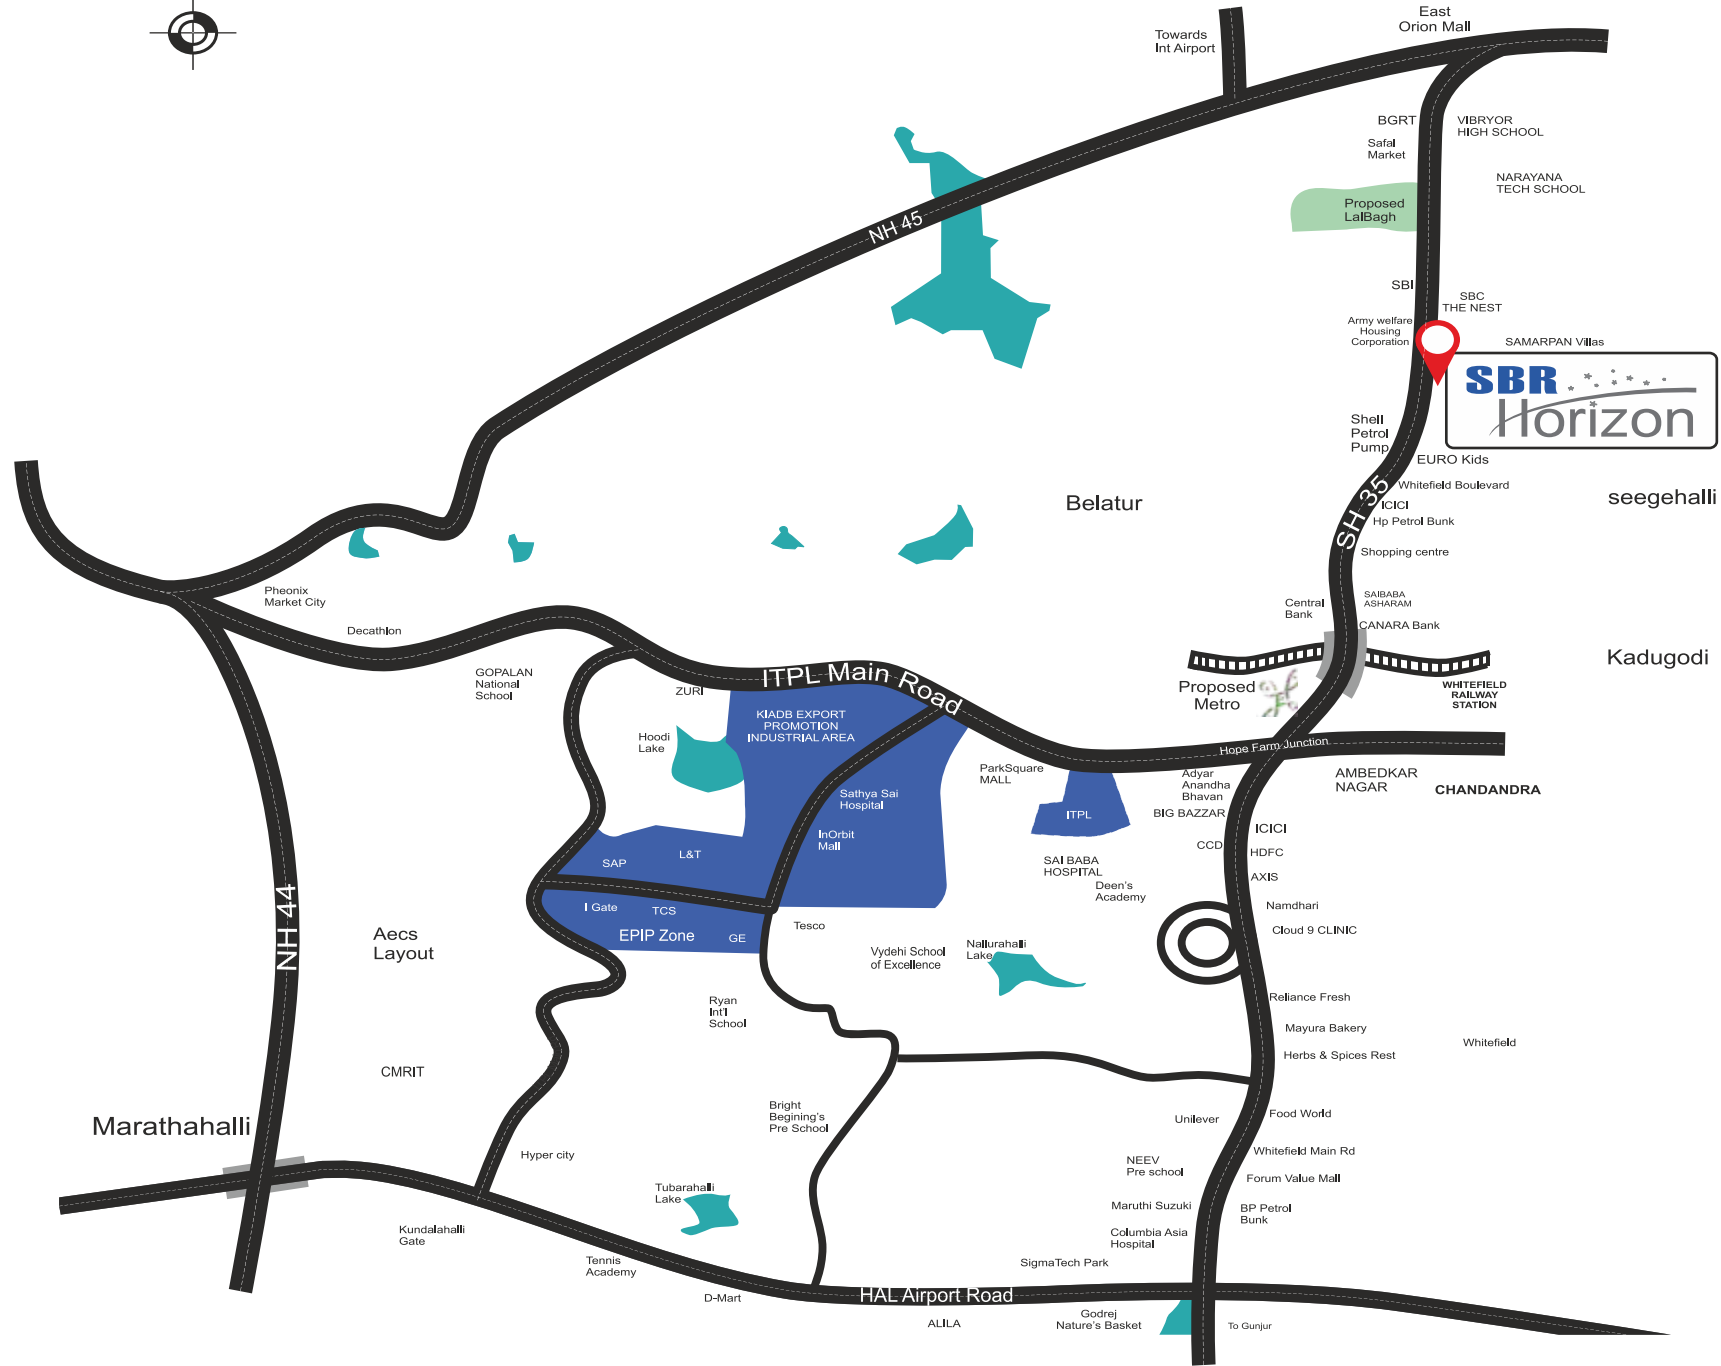 East
Orion Mall
Towards
Int Airport
BGRT
VIBRYOR
HIGH SCHOOL
Safal
Market
NARAYANA
TECH SCHOOL
Proposed
LalBagh
NH 45
SBI
SBC
THE NEST
Army welfare
Housing
Corporation
SAMARPAN Villas
SBR
Horizon
Shell
Petrol
Pump
EURO Kids
Whitefield Boulevard
seegehalli
Belatur
ICICI
SH 35
Hp Petrol Bunk
Shopping centre
Pheonix
Market City
Central
Bank
SAIBABA
ASHARAM
CANARA Bank
Decathlon
Kadugodi
GOPALAN
National
School
ZURI
ITPL Main Road
Proposed
Metro
WHITEFIELD
RAILWAY
STATION
KIADB EXPORT
PROMOTION
INDUSTRIAL AREA
Hoodi
Lake
Hope Farm Junction
ParkSquare
MALL
Adyar
Anandha
Bhavan
AMBEDKAR
NAGAR
CHANDANDRA
Sathya Sai
Hospital
ITPL
BIG BAZZAR
InOrbit
Mall
ICICI
CCD
HDFC
SAP
L&T
SAI BABA
HOSPITAL
AXIS
Deen's
Academy
I Gate
TCS
Namdhari
NH 44
EPIP Zone
GE
Tesco
Cloud 9 CLINIC
Aecs
Layout
Vydehi School
of Excellence
Nallurahalli
Lake
Ryan
Int'l
School
Reliance Fresh
Mayura Bakery
Whitefield
Herbs & Spices Rest
CMRIT
Marathahalli
Bright
Begining's
Pre School
Unilever
Food World
Hyper city
Whitefield Main Rd
NEEV
Pre school
Forum Value Mall
Tubarahalli
Lake
Maruthi Suzuki
BP Petrol
Bunk
Kundalahalli
Gate
Columbia Asia
Hospital
Tennis
Academy
SigmaTech Park
D-Mart
HAL Airport Road
ALILA
Godrej
Nature's Basket
To Gunjur